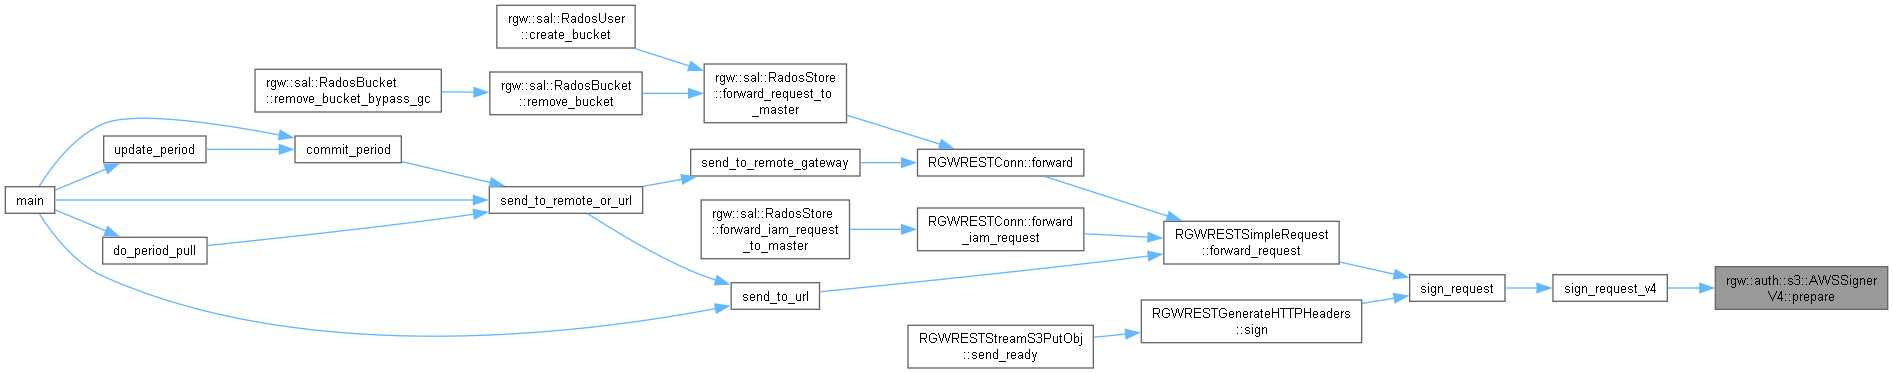 rgw::sal::RadosUser
::create_bucket
rgw::sal::RadosBucket
::remove_bucket_bypass_gc
rgw::sal::RadosBucket
::remove_bucket
rgw::sal::RadosStore
::forward_request_to
_master
update_period
commit_period
send_to_remote_gateway
RGWRESTConn::forward
main
send_to_remote_or_url
rgw::sal::RadosStore
::forward_iam_request
_to_master
RGWRESTConn::forward
_iam_request
RGWRESTSimpleRequest
::forward_request
do_period_pull
send_to_url
sign_request
sign_request_v4
rgw::auth::s3::AWSSigner
V4::prepare
RGWRESTGenerateHTTPHeaders
::sign
RGWRESTStreamS3PutObj
::send_ready